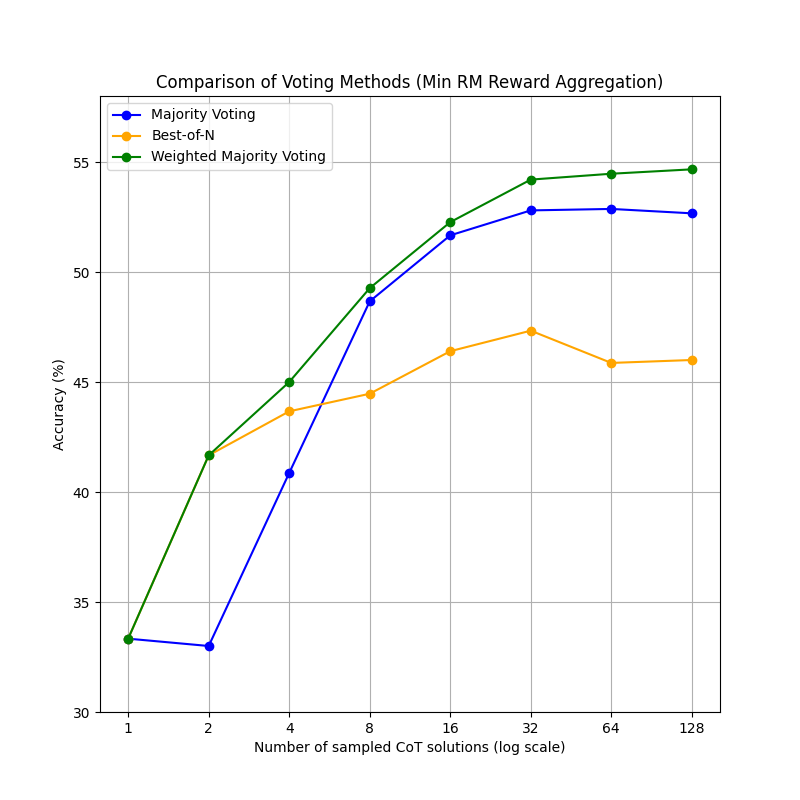 Comparison of Voting Methods (Min RM Reward Aggregation)
Majority Voting
Best-of-N
Weighted Majority Voting
55
50
45
40
35
30
Accuracy (%)
1 2 4 8 16 32 64 128
Number of sampled CoT solutions (log scale)